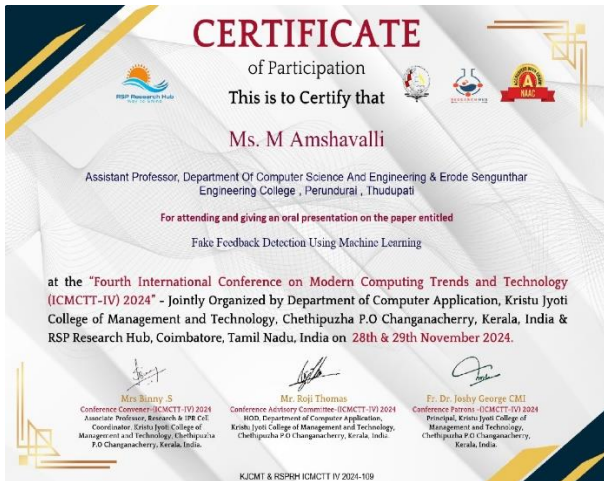 CERTIFICATE
of Participation
This is to Certify that
RSP Research Hub
A
NAAC
Ms. M Amshavalli
Assistant Professor, Department Of Computer Science And Engineering & Erode Sengunthar
Engineering College , Perundurai , Thudupati
For attending and giving an oral presentation on the paper entitled
Fake Feedback Detection Using Machine Learning
at the “Fourth International Conference on Modern Computing Trends and Technology
(ICMCTT-IV) 2024” - Jointly Organized by Department of Computer Application, Kristu Jyoti
College of Management and Technology, Chethipuzha P.O Changanacherry, Kerala, India &
RSP Research Hub, Coimbatore, Tamil Nadu, India on 28th & 29th November 2024.
Mrs Binny .S
Conference Convener-(ICMCTT-IV) 2024
Associate Professor, Research & IPR Cell
Coordinator, Kristu Jyoti College of
Management and Technology, Chethipuzha
P.O Changanacherry, Kerala, India.
Mr. Roji Thomas
Conference Advisory Committee-(ICMCTT-IV) 2024
HOD, Department of Computer Application,
Kristu Jyoti College of Management and Technology,
Chethipuzha P.O Changanacherry, Kerala, India.
Fr. Dr. Joshy George CMI
Conference Patrons -(ICMCTT-IV) 2024
Principal, Kristu Jyoti College of
Management and Technology,
Chethipuzha P.O Changanacherry,
Kerala, India.
KJCMT & RSPRH ICMCTT IV 2024-109